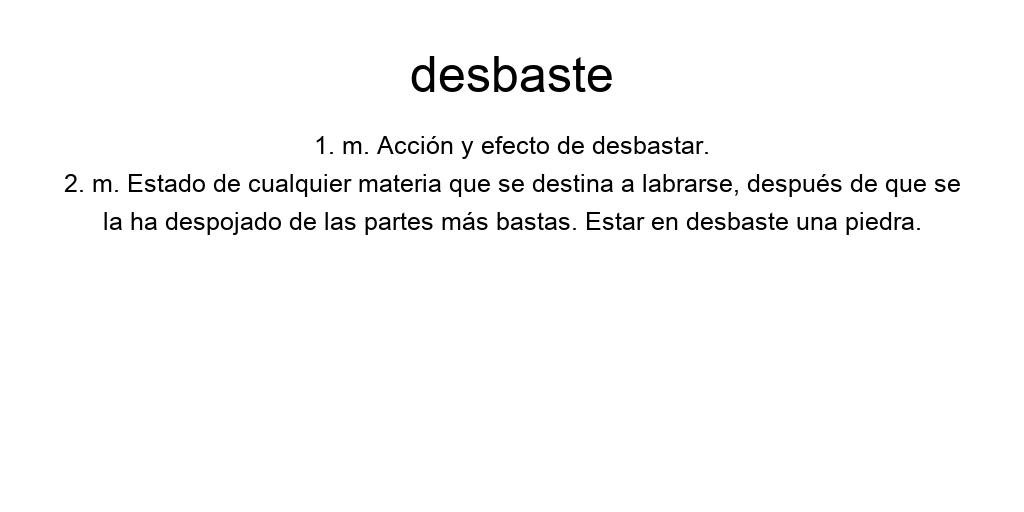 desbaste
1. m. Acción y efecto de desbastar.
2. m. Estado de cualquier materia que se destina a labrarse, después de que se
la ha despojado de las partes más bastas. Estar en desbaste una piedra.